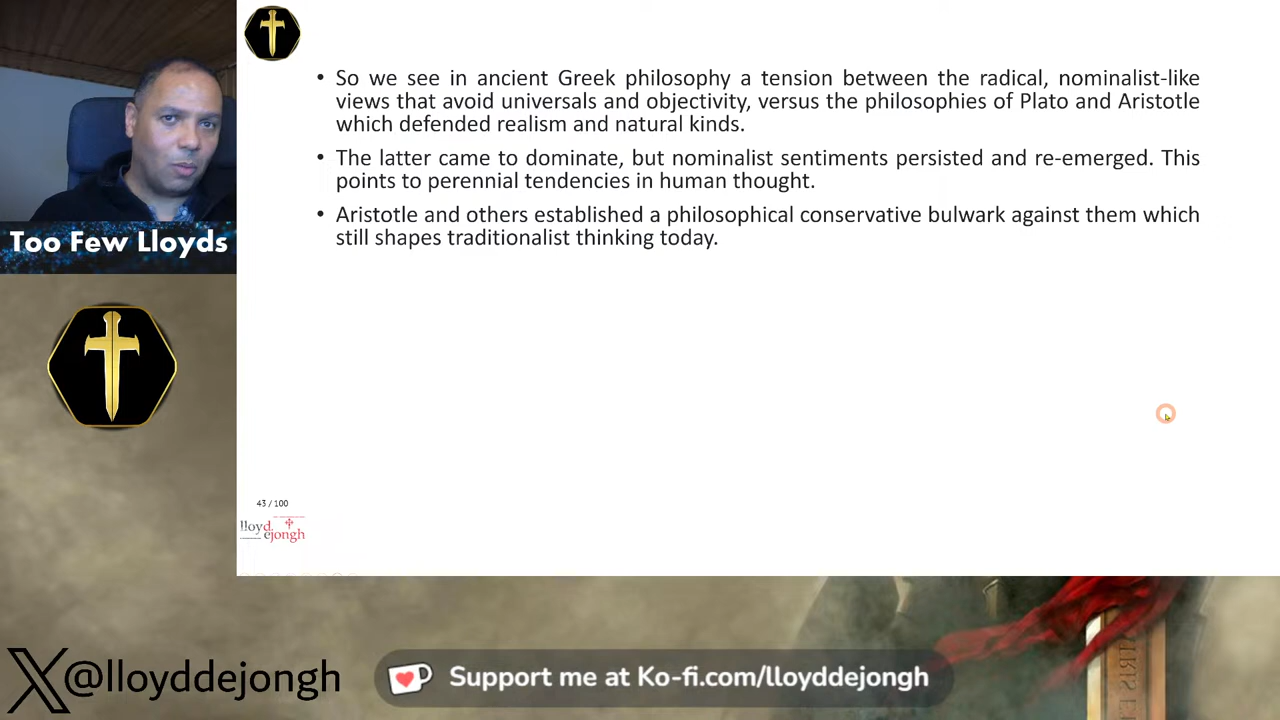 • So we see in ancient Greek philosophy a tension between the radical, nominalist-like
views that avoid universals and objectivity, versus the philosophies of Plato and Aristotle
which defended realism and natural kinds.
• The latter came to dominate, but nominalist sentiments persisted and re-emerged. This
points to perennial tendencies in human thought.
• Aristotle and others established a philosophical conservative bulwark against them which
still shapes traditionalist thinking today.
Too Few Lloyds
43 / 100
lloyd
ejongh
X@lloyddejongh
Support me at Ko-fi.com/lloyddejongh